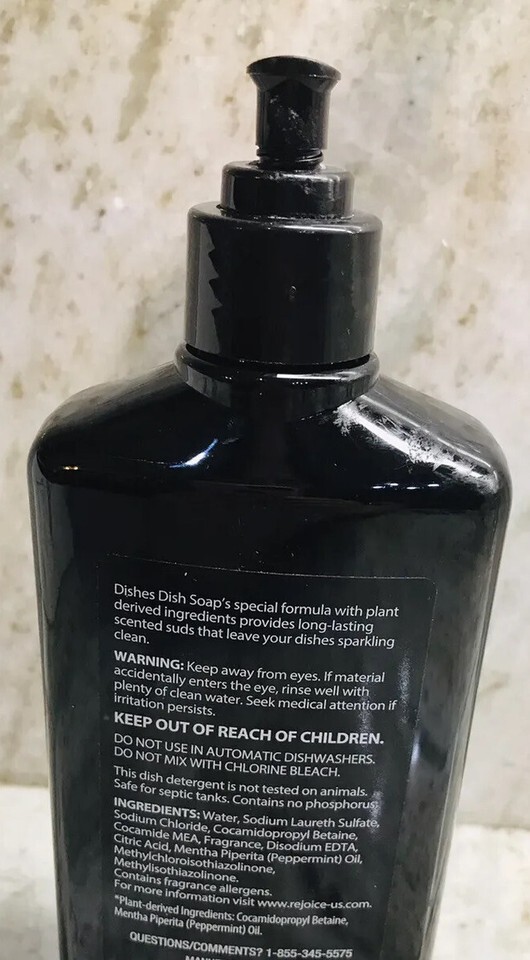 Dishes Dish Soap's special formula with plant
derived ingredients provides long-lasting
scented suds that leave your dishes sparkling
clean.
WARNING: Keep away from eyes. If material
accidentally enters the eye, rinse well with
plenty of clean water. Seek medical attention if
irritation persists.
KEEP OUT OF REACH OF CHILDREN.
DO NOT USE IN AUTOMATIC DISHWASHERS.
DO NOT MIX WITH CHLORINE BLEACH.
This dish detergent is not tested on animals.
Safe for septic tanks. Contains no phosphorus.
INGREDIENTS: Water, Sodium Laureth Sulfate,
Sodium Chloride, Cocamidopropyl Betaine,
Cocamide MEA, Fragrance, Disodium EDTA,
Citric Acid, Mentha Piperita (Peppermint) Oil,
Methylchloroisothiazolinone,
Methylisothiazolinone.
Contains fragrance allergens.
For more information visit www.rejoice-us.com.
*Plant-derived Ingredients: Cocamidopropyl Betaine,
Mentha Piperita (Peppermint) Oil.
QUESTIONS/COMMENTS? 1-855-345-5575